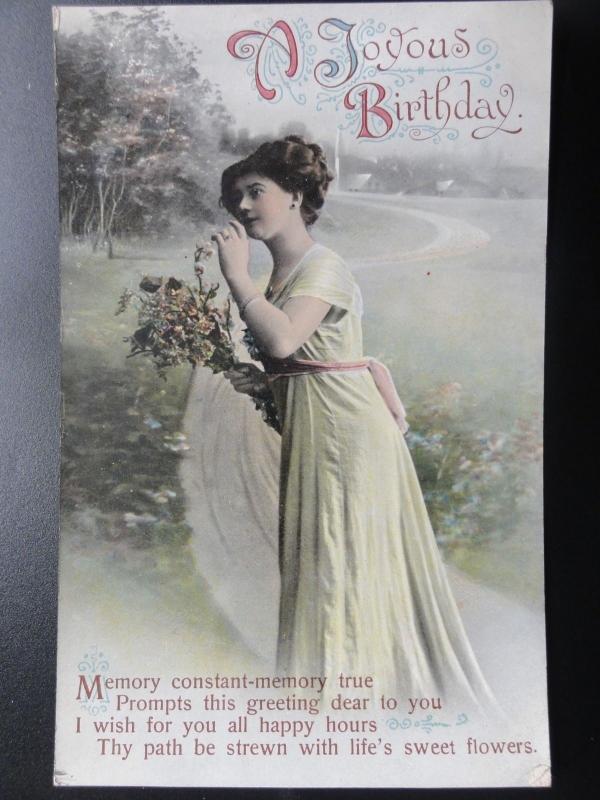 A Joyous
Birthday.
Memory constant-memory true
Prompts this greeting dear to you
I wish for you all happy hours
Thy path be strewn with life's sweet flowers.